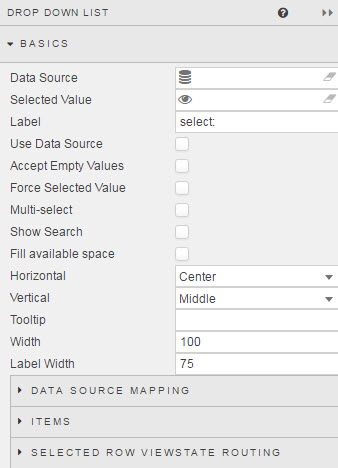 DROP DOWN LIST
BASICS
Data Source
Selected Value
Label select:
Use Data Source
Accept Empty Values
Force Selected Value
Multi-select
Show Search
Fill available space
Horizontal Center
Vertical Middle
Tooltip
Width 100
Label Width 75
DATA SOURCE MAPPING
ITEMS
SELECTED ROW VIEWSTATE ROUTING